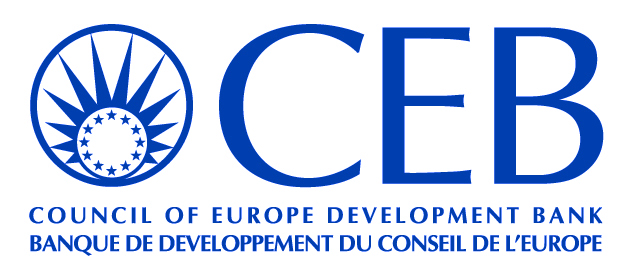 CEB
COUNCIL OF EUROPE DEVELOPMENT BANK
BANQUE DE DEVELOPPEMENT DU CONSEIL DE L'EUROPE